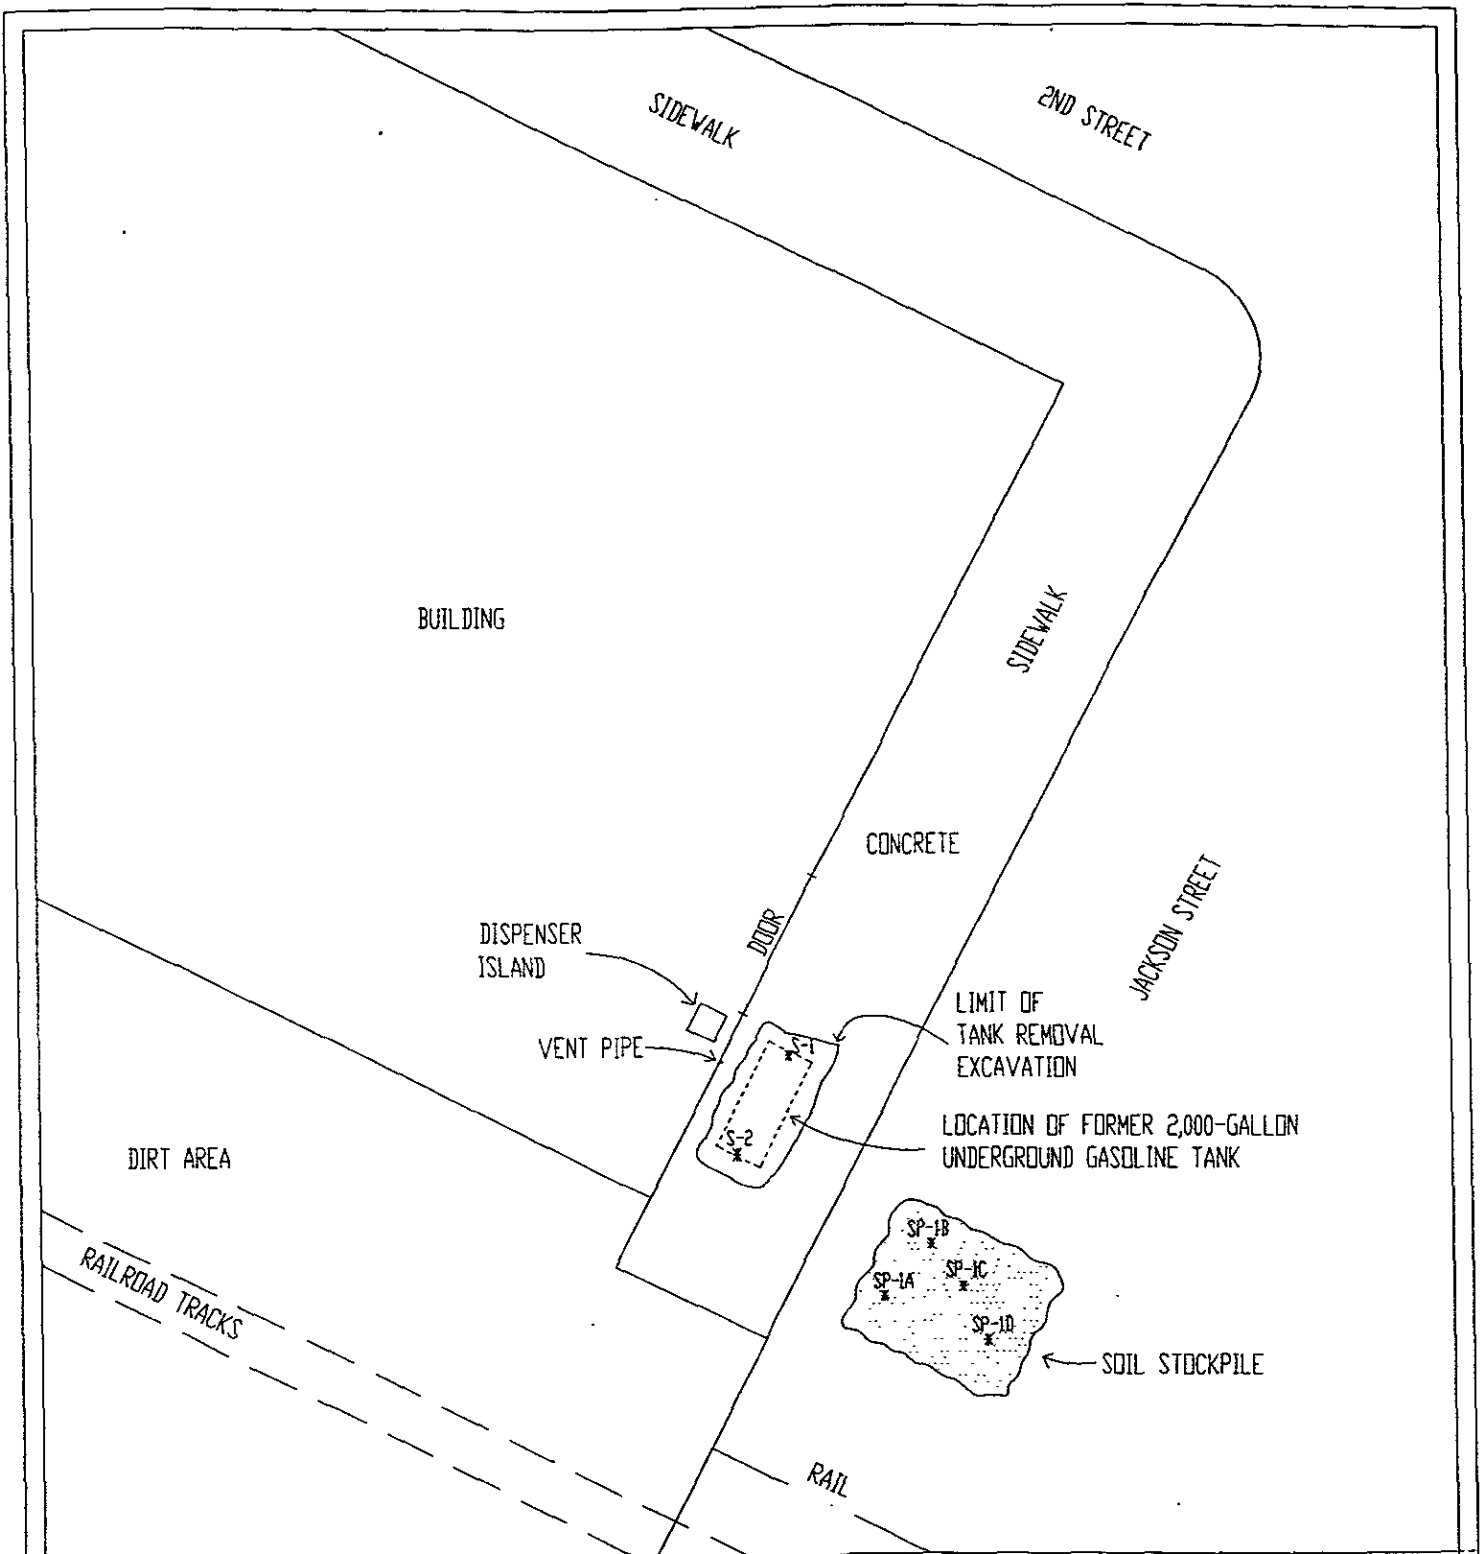 2ND STREET
SIDEWALK
BUILDING
SIDEWALK
CONCRETE
JACKSON STREET
DOOR
DISPENSER
ISLAND
VENT PIPE
LIMIT OF
TANK REMOVAL
EXCAVATION
S-1
LOCATION OF FORMER 2,000-GALLON
UNDERGROUND GASOLINE TANK
S-2
DIRT AREA
RAILROAD TRACKS
SP-1B
SP-1A
SP-1C
SP-1D
SOIL STOCKPILE
RAIL